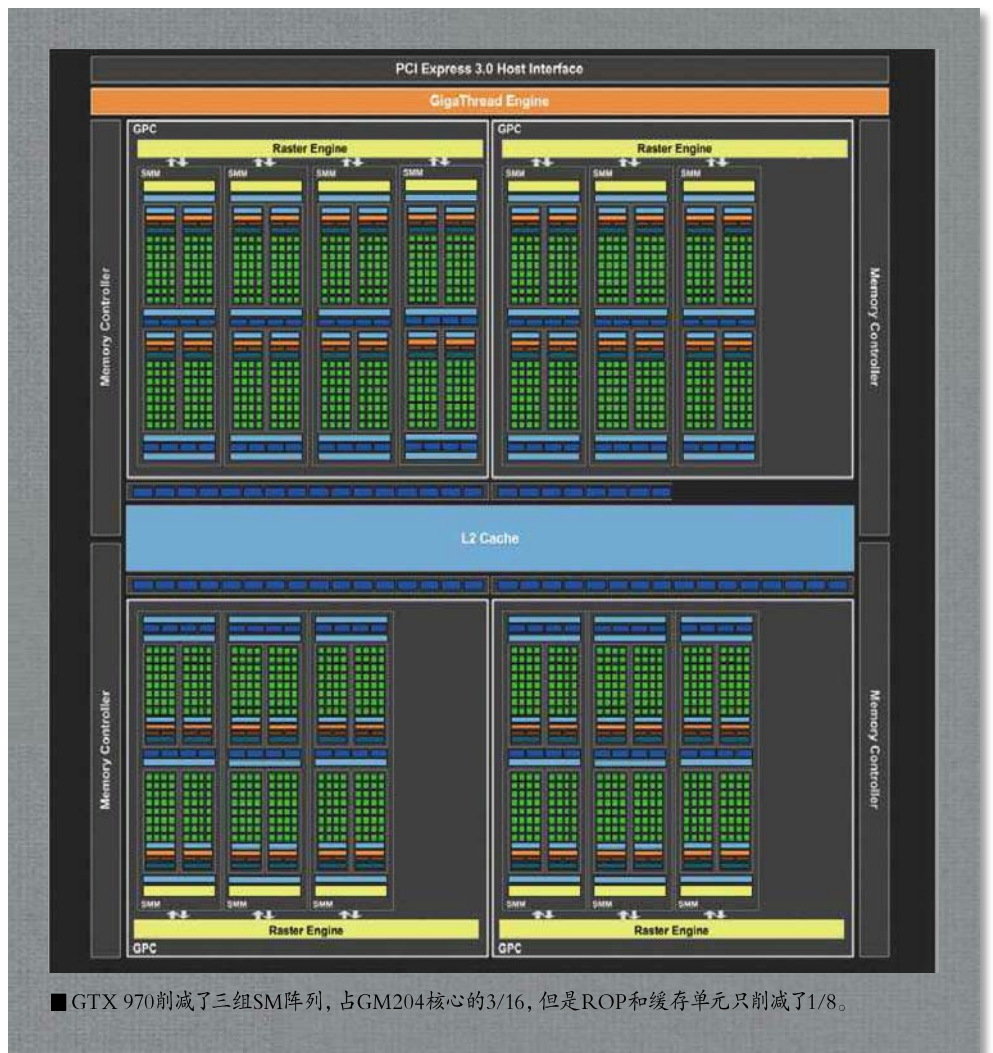 PCI Express 3.0 Host Interface
GigaThread Engine
GPC
GPC
Raster Engine
Raster Engine
SMM
SMM
SMM
SMM
SMM
SMM
SMM
Memory Controller
Memory Controller
L2 Cache
Memory Controller
Memory Controller
SMM
SMM
SMM
SMM
SMM
SMM
Raster Engine
Raster Engine
GPC
GPC
■ GTX 970削减了三组SM阵列, 占GM204核心的3/16, 但是ROP和缓存单元只削减了1/8。